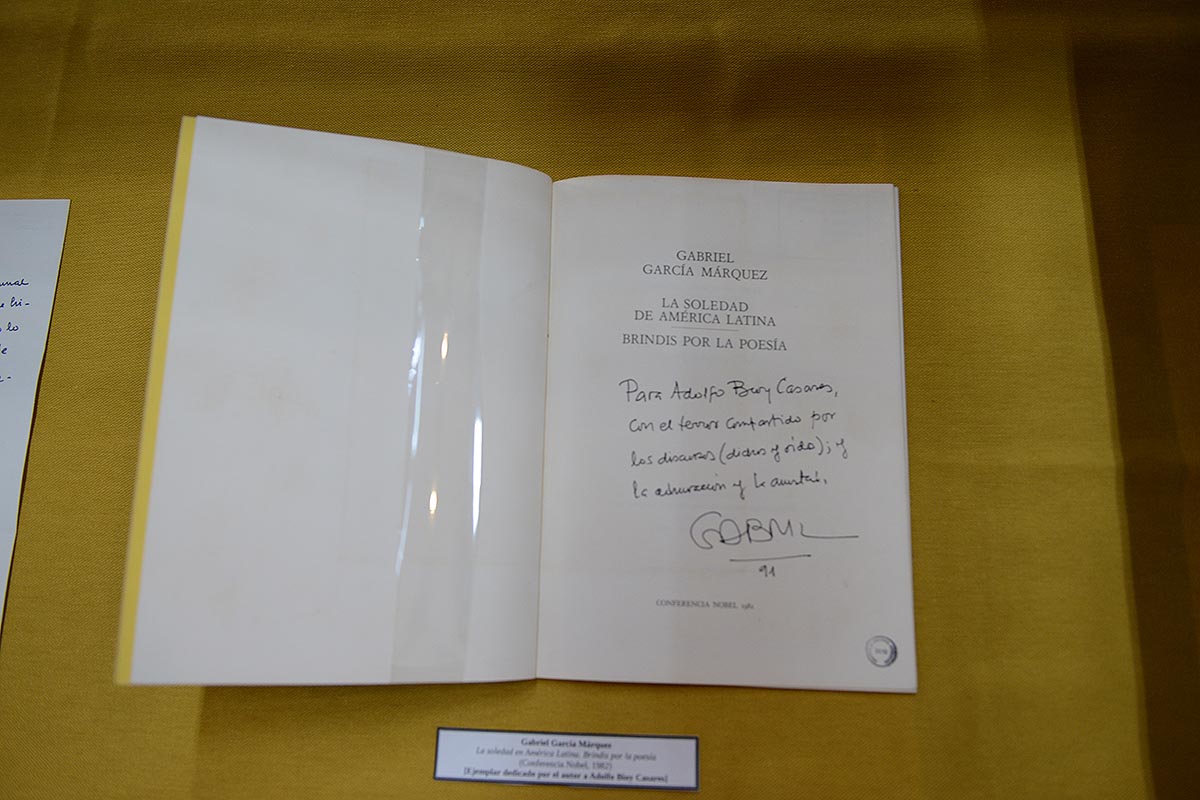 lo
GABRIEL
GARCÍA MÁRQUEZ
LA SOLEDAD
DE AMÉRICA LATINA
BRINDIS POR LA POESÍA
Para Adolfo Bioy Casares,
con el terror compartido por
los discursos (dichos y oídos); y
la admiración y la amistad,
GABRIEL
91
CONFERENCIA NOBEL 1982
Gabriel García Márquez
La soledad en América Latina. Brindis por la poesía
(Conferencia Nobel, 1982)
[Ejemplar dedicado por el autor a Adolfo Bioy Casares]